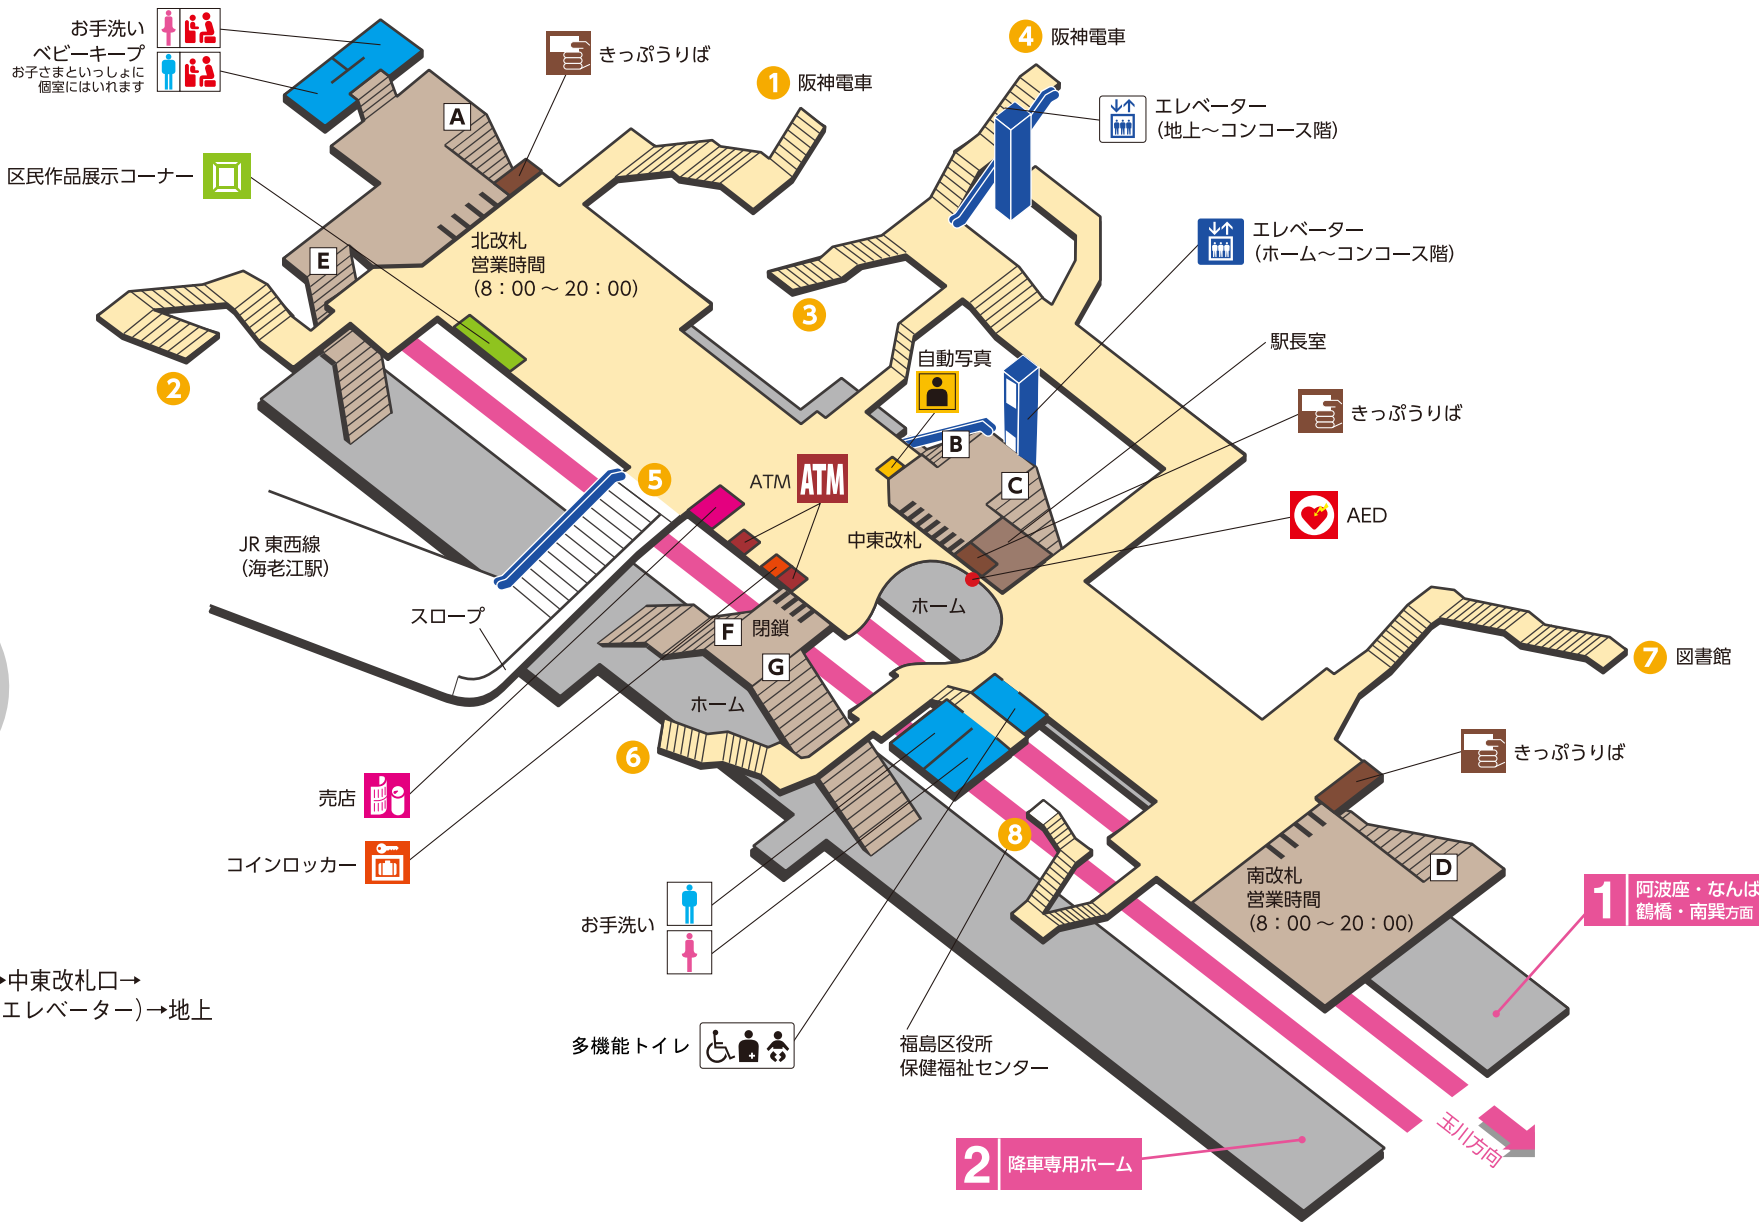 お手洗い
ベビーキープ
お子さまといっしょに
個室にはいれます
きっぷうりば
1 阪神電車
4 阪神電車
エレベーター
(地上〜コンコース階)
区民作品展示コーナー
A
E
北改札
営業時間
(8：00〜20：00)
エレベーター
(ホーム〜コンコース階)
3
2
駅長室
自動写真
きっぷうりば
B
C
5
ATM ATM
中東改札
AED
JR 東西線
(海老江駅)
スロープ
ホーム
F
閉鎖
G
7 図書館
ホーム
6
きっぷうりば
売店
8
コインロッカー
D
南改札
営業時間
(8：00〜20：00)
1 阿波座・なんば
鶴橋・南巽方面
お手洗い
→中東改札口→
エレベーター)→地上
多機能トイレ
福島区役所
保健福祉センター
玉川方向
2 降車専用ホーム